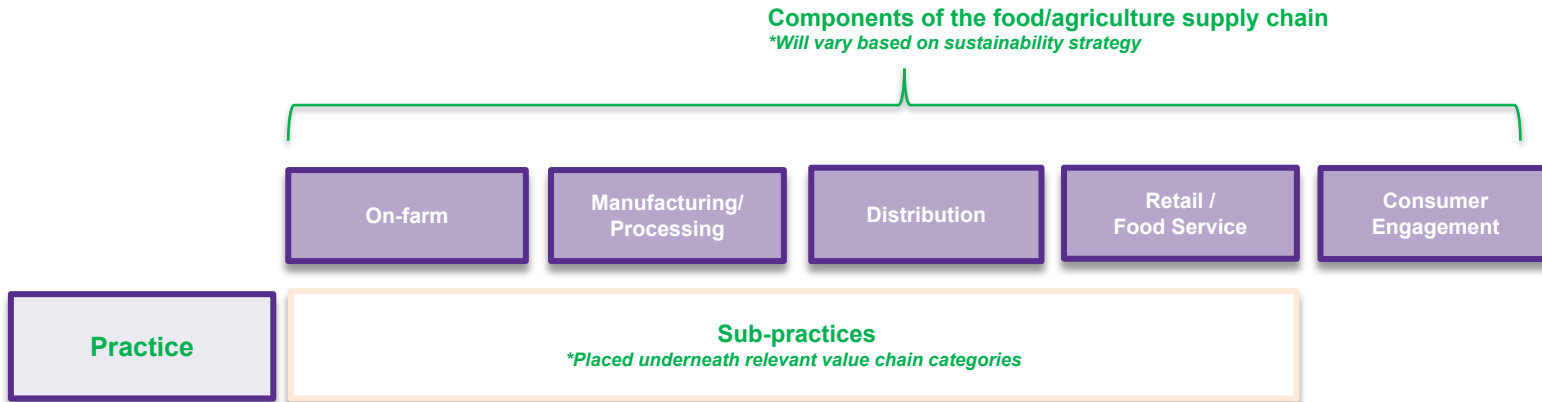 Components of the food/agriculture supply chain
*Will vary based on sustainability strategy
On-farm
Manufacturing/
Processing
Distribution
Retail /
Food Service
Consumer
Engagement
Practice
Sub-practices
*Placed underneath relevant value chain categories